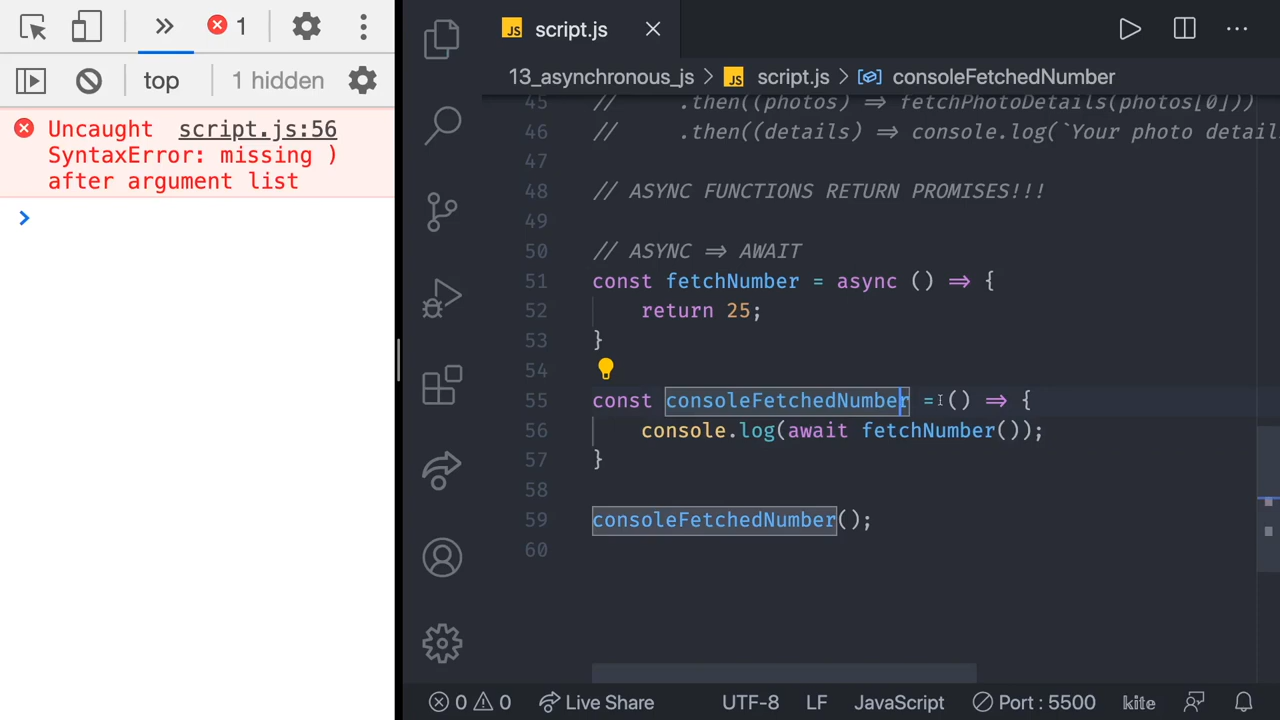 1
top
1 hidden
Uncaught script.js:56
SyntaxError: missing )
after argument list
JS script.js
13_asynchronous_js > JS script.js > consoleFetchedNumber
45 // .then((photos) => fetchPhotoDetails(photos[0]))
46 // .then((details) => console.log(`Your photo detail
47
48 // ASYNC FUNCTIONS RETURN PROMISES!!!
49
50 // ASYNC => AWAIT
51 const fetchNumber = async () => {
52 return 25;
53 }
54
55 const consoleFetchedNumber = () => {
56 console.log(await fetchNumber());
57 }
58
59 consoleFetchedNumber();
60
0 0 Live Share UTF-8 LF JavaScript Port : 5500 kite